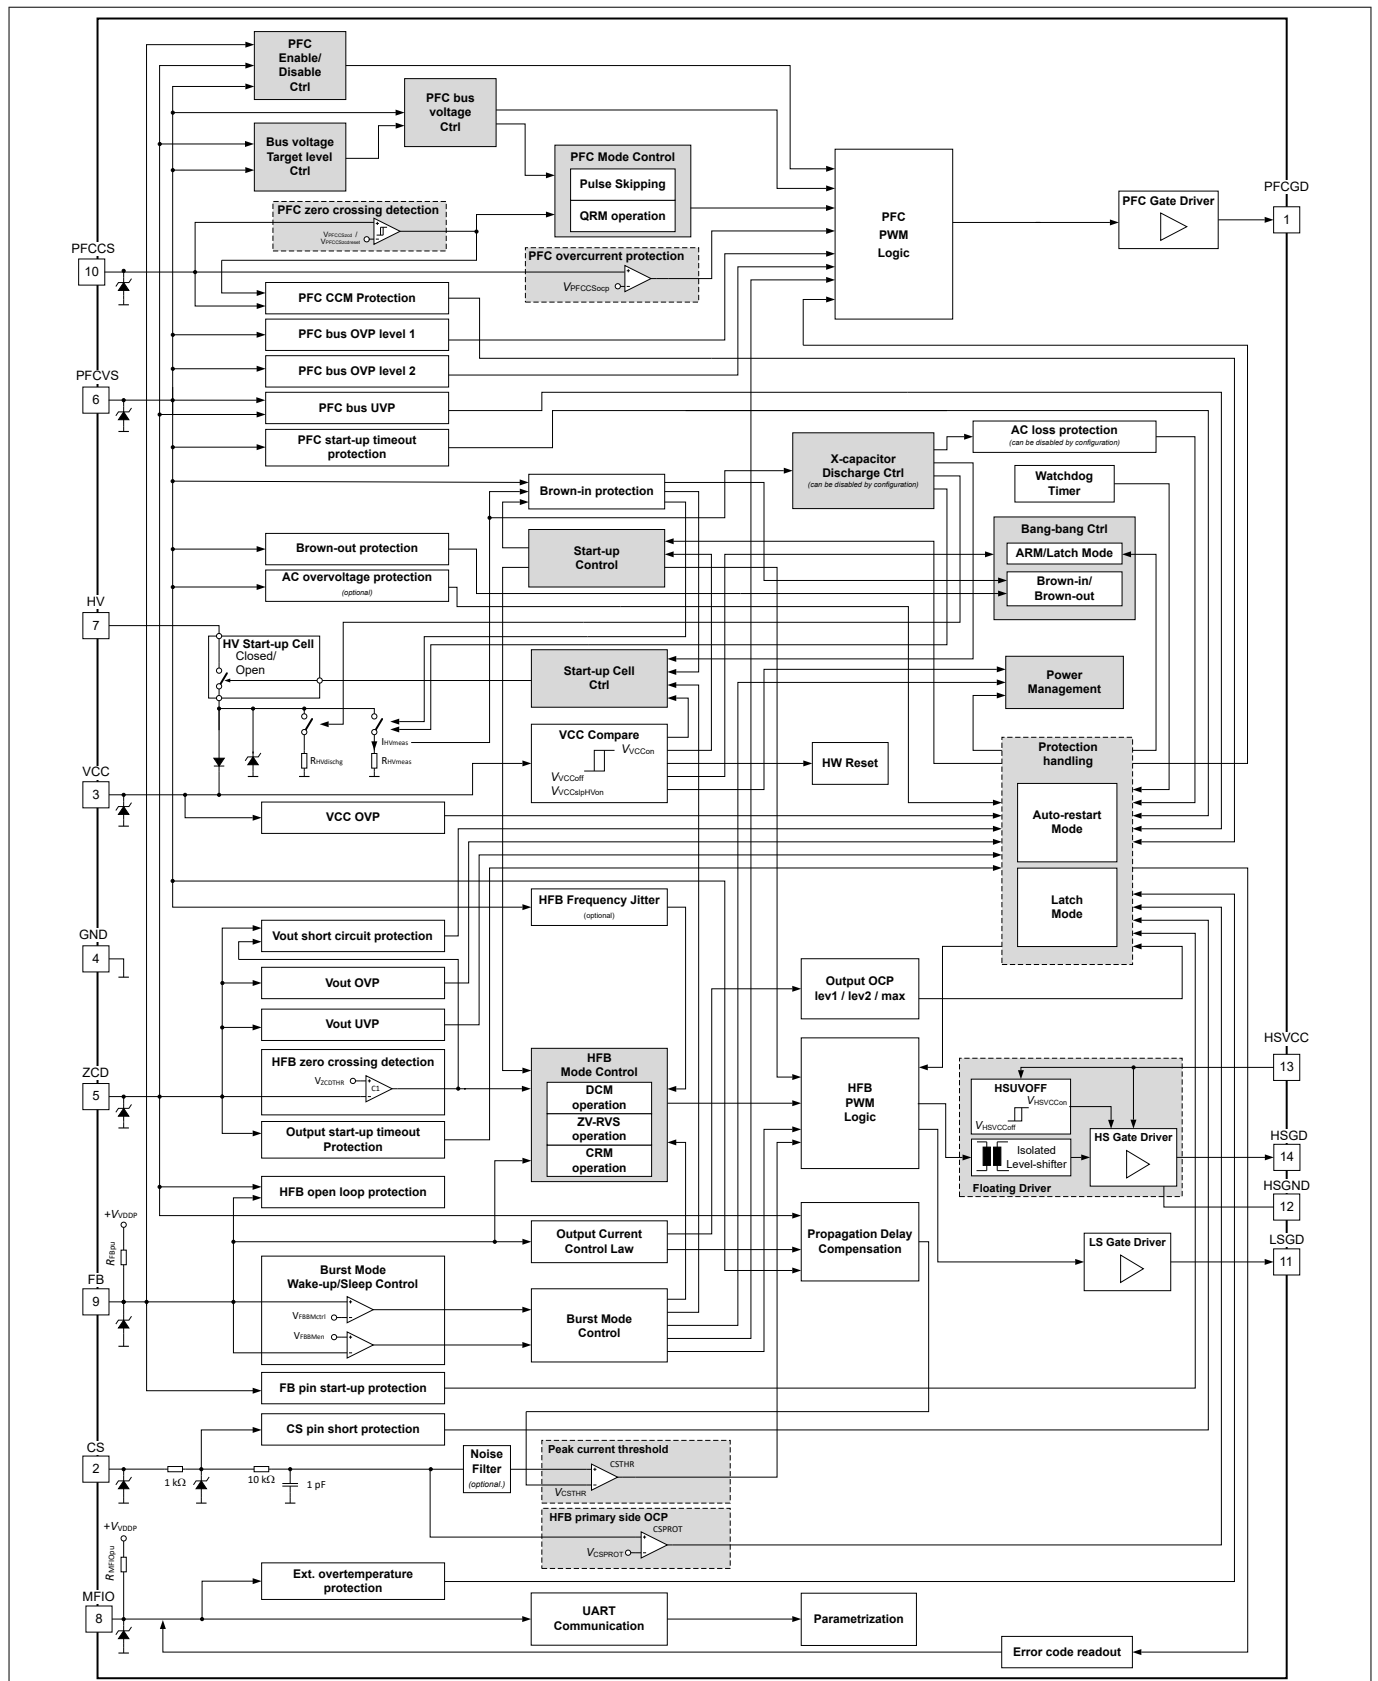 PFC
Enable/
Disable
Ctrl
PFC bus
voltage
Ctrl
Bus voltage
Target level
Ctrl
PFC Mode Control
Pulse Skipping
QRM operation
PFC zero crossing detection
VPFCCSzcd /
VPFCCSzcdreset
PFC
PWM
Logic
PFC Gate Driver
PFCGD
1
PFCCS
10
PFC overcurrent protection
VPFCCSocp
PFC CCM Protection
PFC bus OVP level 1
PFC bus OVP level 2
PFCVS
6
PFC bus UVP
PFC start-up timeout
protection
X-capacitor
Discharge Ctrl
(can be disabled by configuration)
AC loss protection
(can be disabled by configuration)
Watchdog
Timer
Brown-in protection
Bang-bang Ctrl
ARM/Latch Mode
Brown-in/
Brown-out
Brown-out protection
Start-up
Control
AC overvoltage protection
(optional)
HV
7
HV Start-up Cell
Closed/
Open
Start-up Cell
Ctrl
Power
Management
IHVmeas
RHVdischg
RHVmeas
VCC Compare
VVCCon
VVCCoff
VVCCslpHVon
HW Reset
Protection
handling
Auto-restart
Mode
Latch
Mode
VCC
3
VCC OVP
HFB Frequency Jitter
(optional)
GND
4
Vout short circuit protection
Vout OVP
Vout UVP
Output OCP
lev1 / lev2 / max
ZCD
5
HFB zero crossing detection
VZCDTHR
C1
HFB
Mode Control
DCM
operation
ZV-RVS
operation
CRM
operation
HFB
PWM
Logic
HSVCC
13
HSUVOFF
VHSVCCon
VHSVCCoff
HS Gate Driver
Isolated
Level-shifter
Floating Driver
HSGD
14
HSGND
12
LSGD
11
LS Gate Driver
Output start-up timeout
Protection
HFB open loop protection
+VVDDP
RFBpu
FB
9
Output Current
Control Law
Propagation Delay
Compensation
Burst Mode
Wake-up/Sleep Control
VFBBMctrl
VFBBMen
Burst Mode
Control
FB pin start-up protection
CS pin short protection
CS
2
1 kΩ
10 kΩ
1 pF
Noise
Filter
(optional.)
Peak current threshold
CSTHR
VCSTHR
HFB primary side OCP
CSPROT
VCSPROT
+VVDDP
RMFIOpu
MFIO
8
Ext. overtemperature
protection
UART
Communication
Parametrization
Error code readout